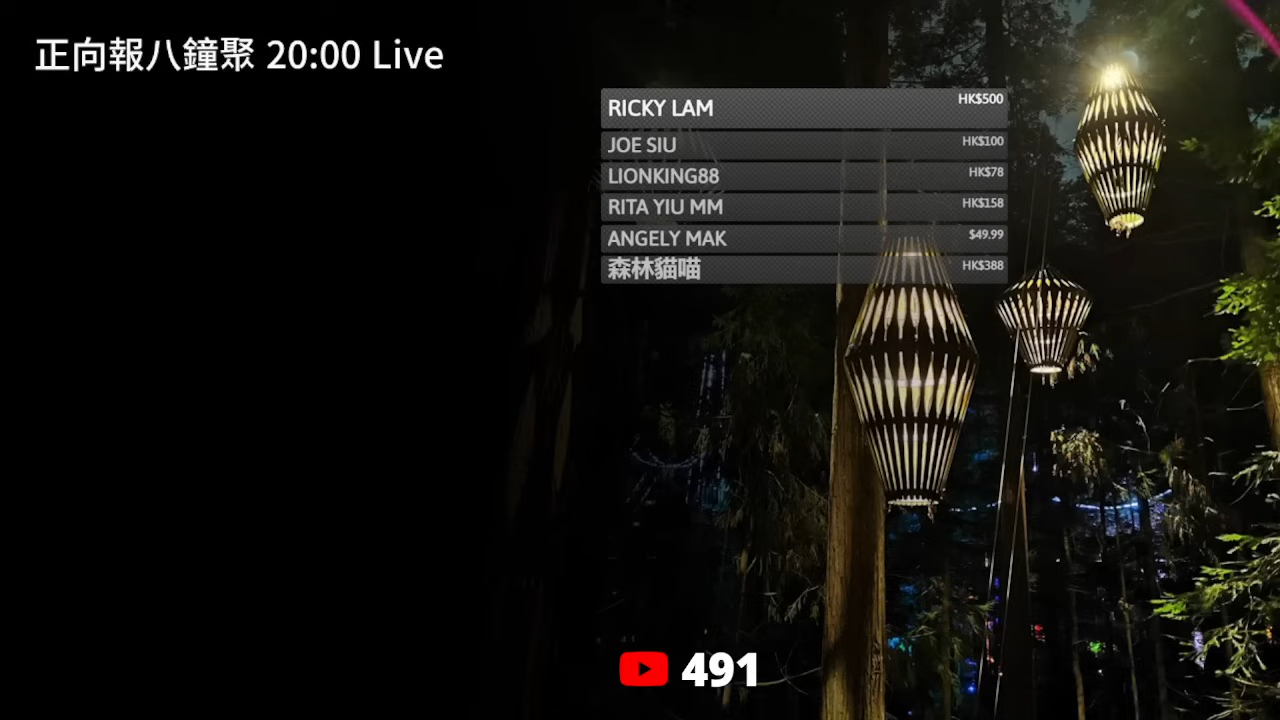 正向報八鐘聚 20:00 Live
RICKY LAM HK$500
JOE SIU HK$100
LIONKING88 HK$78
RITA YIU MM HK$158
ANGELY MAK $49.99
森林貓喵 HK$388
491